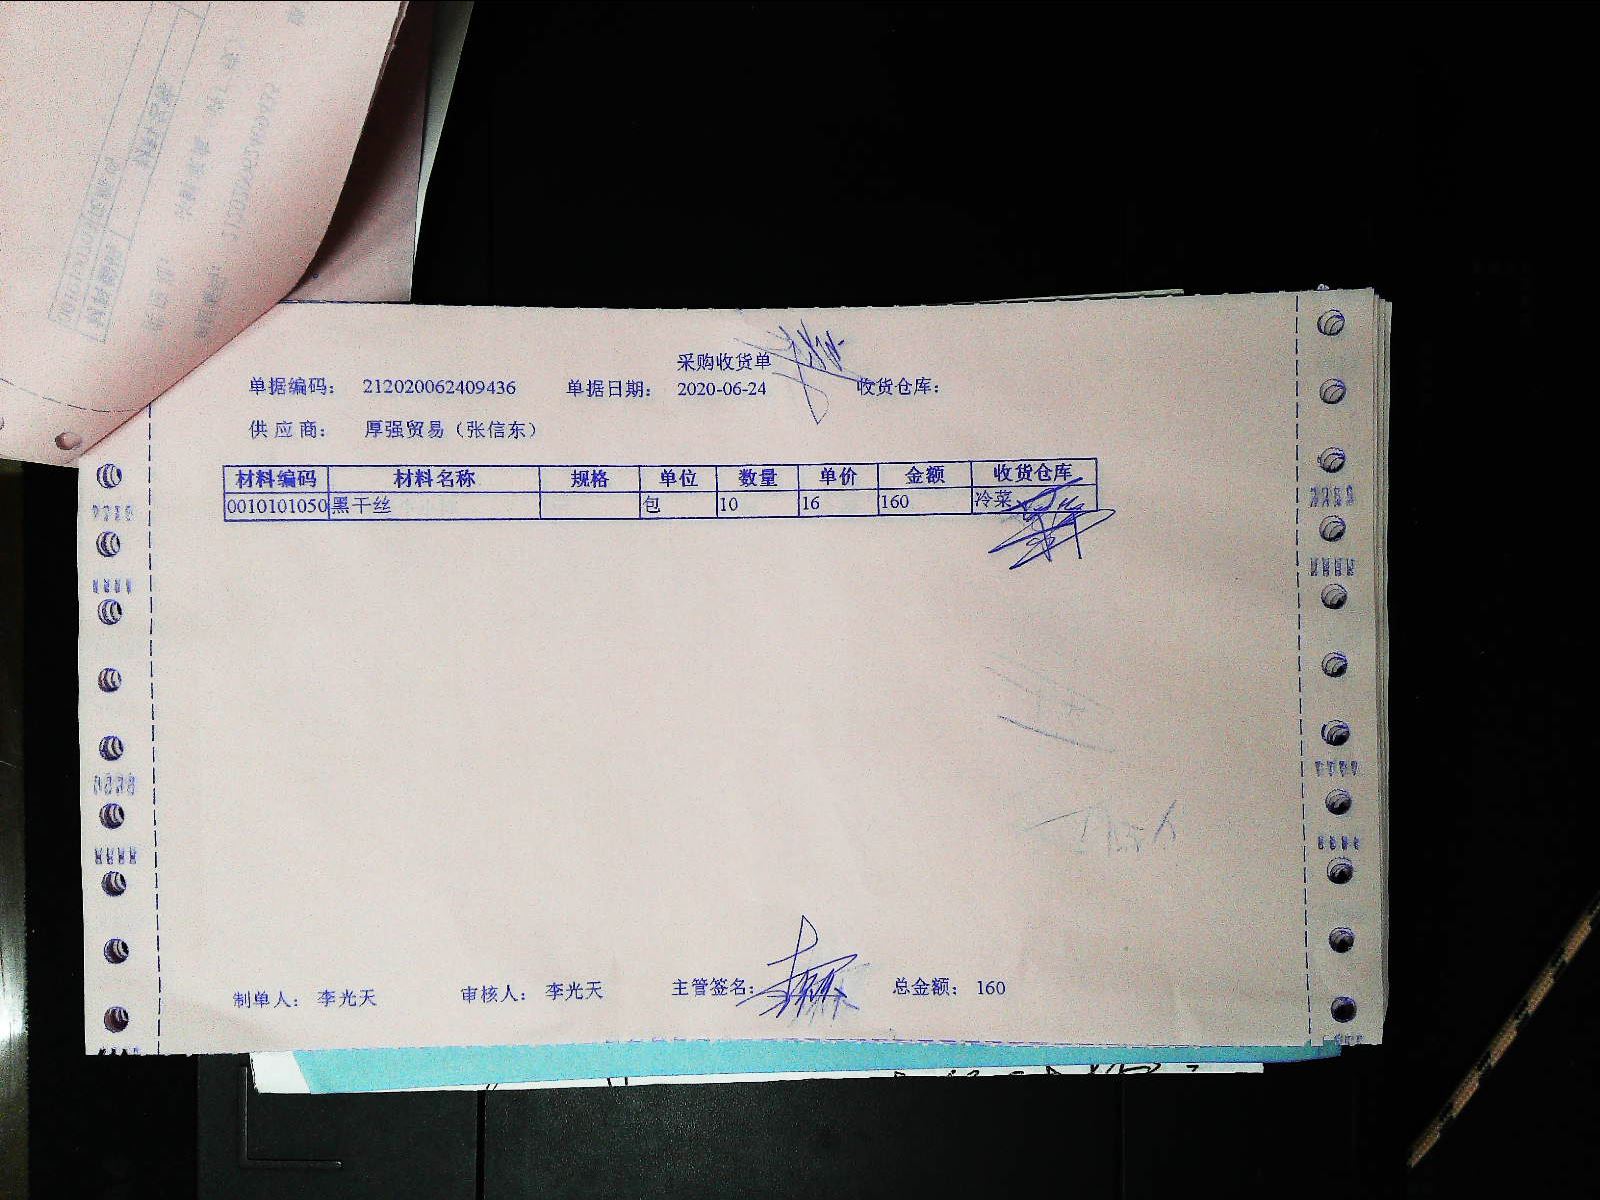 采购收货单
单据编码： 212020062409436 单据日期： 2020-06-24 收货仓库：
供 应 商： 厚强贸易（张信东）
材料编码 材料名称 规格 单位 数量 单价 金额 收货仓库
0010101050 黑干丝 包 10 16 160 冷菜
制单人： 李光天 审核人： 李光天 主管签名： 总金额： 160